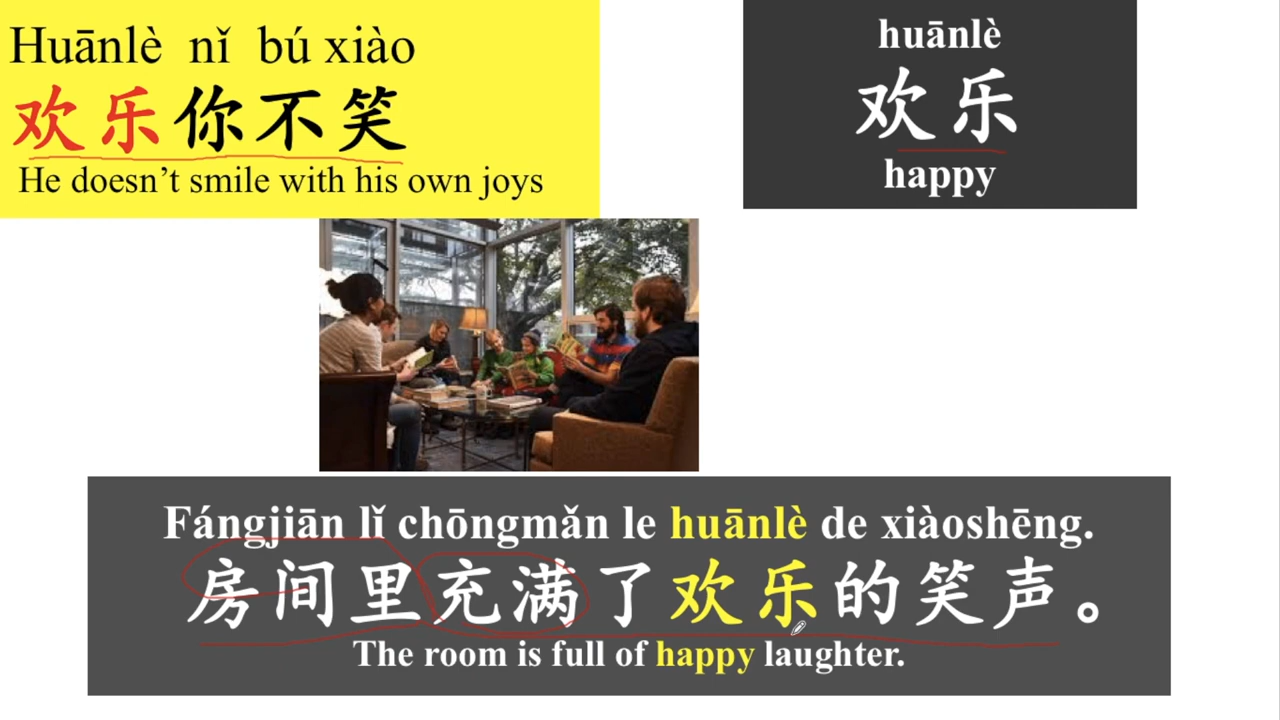 Huānlè nǐ bú xiào
欢乐你不笑
He doesn't smile with his own joys
huānlè
欢乐
happy
Fángjiān lǐ chōngmǎn le huānlè de xiàoshēng.
房间里充满了欢乐的笑声。
The room is full of happy laughter.